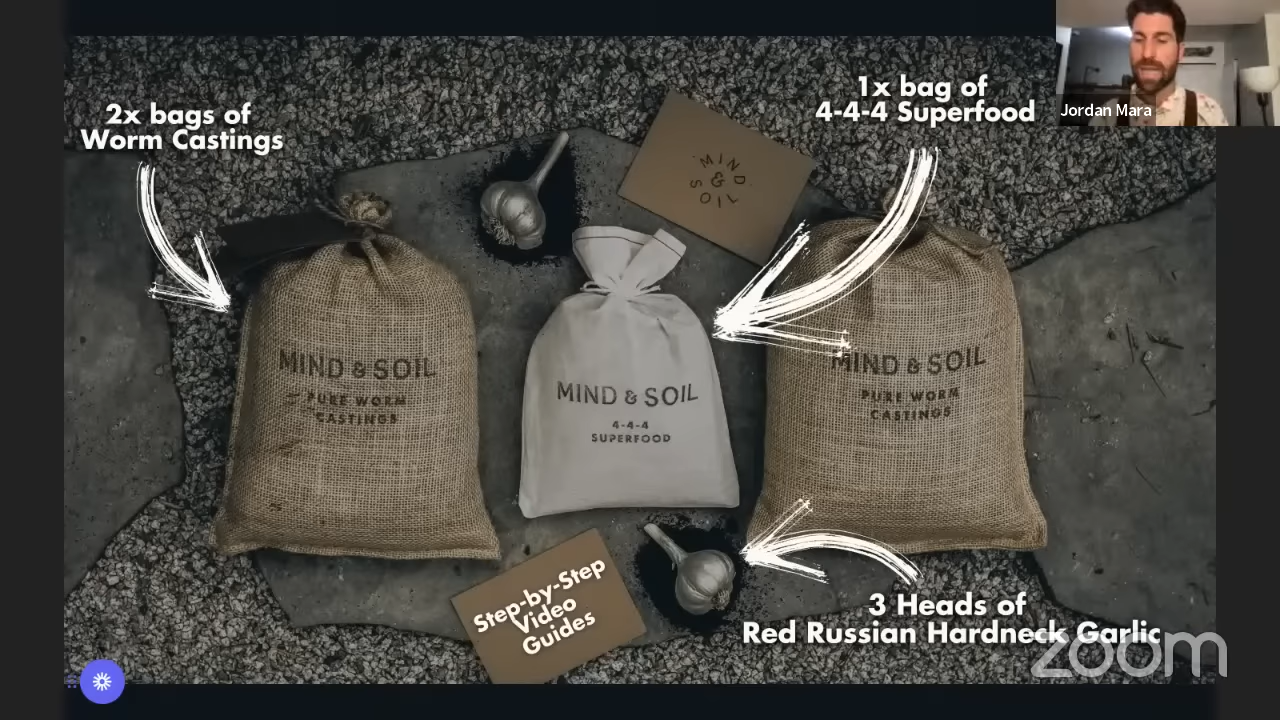 Jordan Mara
2x bags of
Worm Castings
1x bag of
4-4-4 Superfood
MIND
&
SOIL
MIND & SOIL
PURE WORM
CASTINGS
MIND & SOIL
4-4-4
SUPERFOOD
MIND & SOIL
PURE WORM
CASTINGS
Step-by-Step
Video
Guides
3 Heads of
Red Russian Hardneck Garlic
zoom